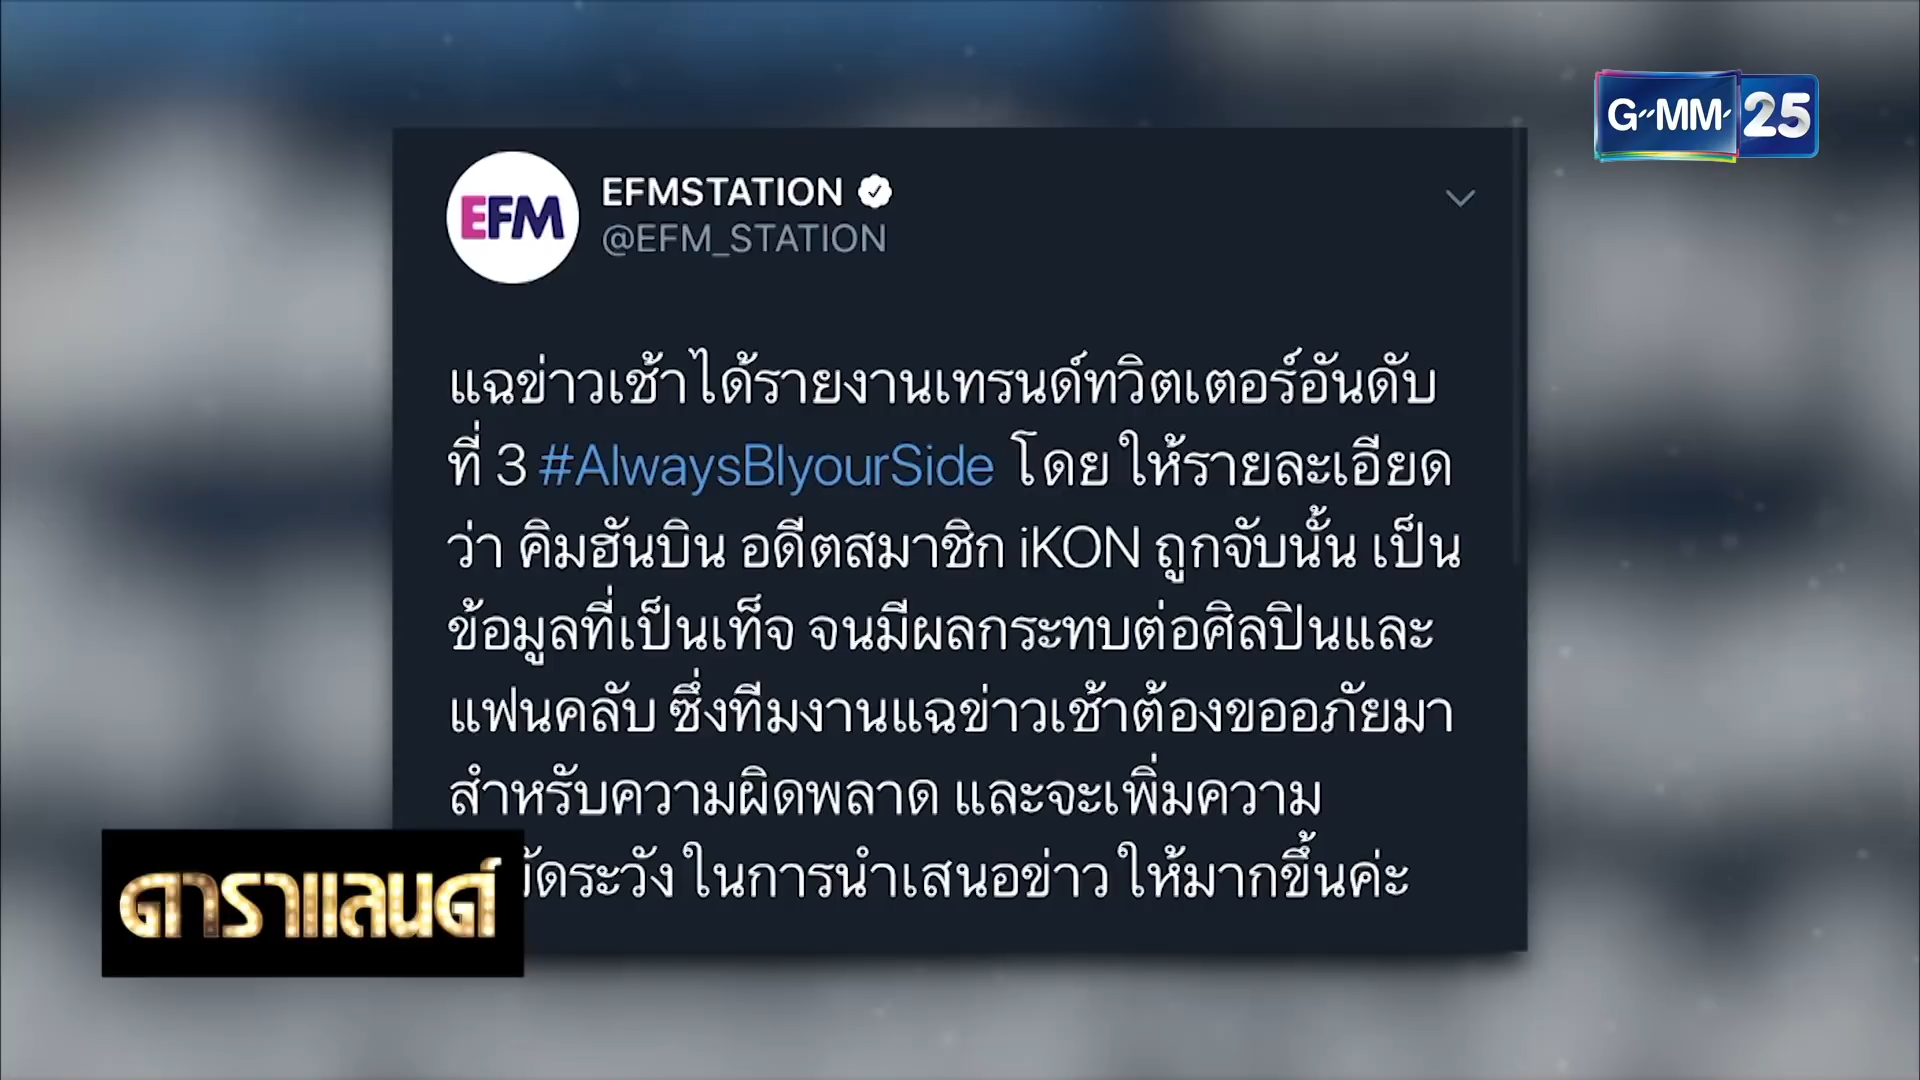 G"MM' 25
EFM
EFMSTATION
@EFM_STATION
แฉข่าวเช้าได้รายงานเทรนด์ทวิตเตอร์อันดับ
ที่ 3 #AlwaysBIyourSide โดย ให้รายละเอียด
ว่า คิมฮันบิน อดีตสมาชิก iKON ถูกจับนั้น เป็น
ข้อมูลที่เป็นเท็จ จนมีผลกระทบต่อศิลปินและ
แฟนคลับ ซึ่งทีมงานแฉข่าวเช้าต้องขออภัยมา
สำหรับความผิดพลาด และจะเพิ่มความ
ัดระวัง ในการนำเสนอข่าว ให้มากขึ้นค่ะ
ดาราแลนด์